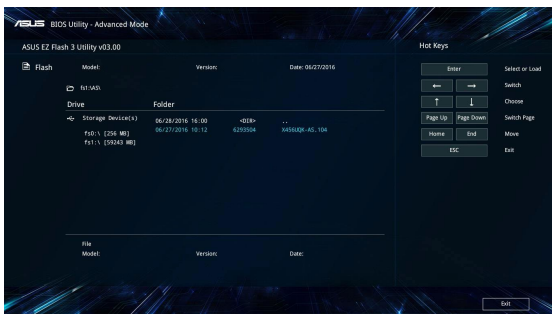 ASUS BIOS Utility - Advanced Mode
ASUS EZ Flash 3 Utility v03.00
Hot Keys
Flash
Model: Version: Date: 06/27/2016
fs1:\AS\
Drive Folder
Storage Device(s)
fs0:\ [256 MB]
fs1:\ [59243 MB]
06/28/2016 16:00 <DIR> ..
06/27/2016 10:12 6293504 X456UQK-AS.104
File
Model: Version: Date:
Enter Select or Load
← → Switch
↑ ↓ Choose
Page Up Page Down Switch Page
Home End Move
ESC Exit
Exit